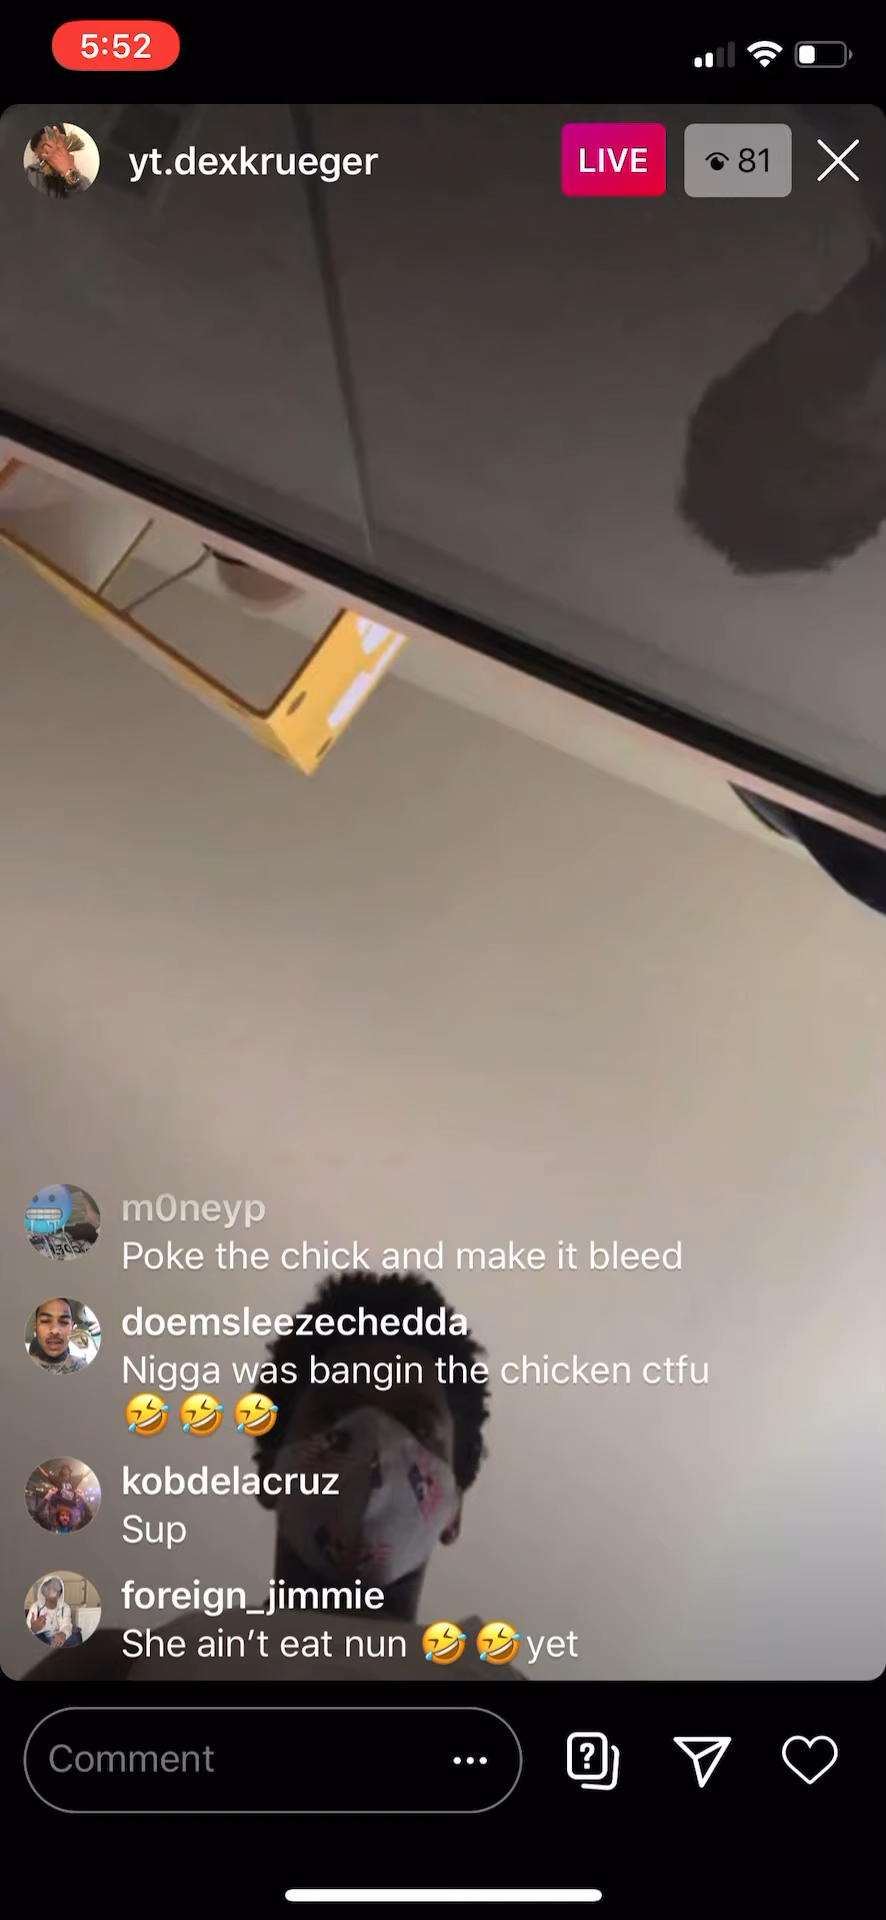 5:52
yt.dexkrueger
LIVE
81
m0neyp
Poke the chick and make it bleed
doemsleezechedda
Nigga was bangin the chicken ctfu
🤣🤣🤣
kobdelacruz
Sup
foreign_jimmie
She ain't eat nun 🤣🤣yet
Comment